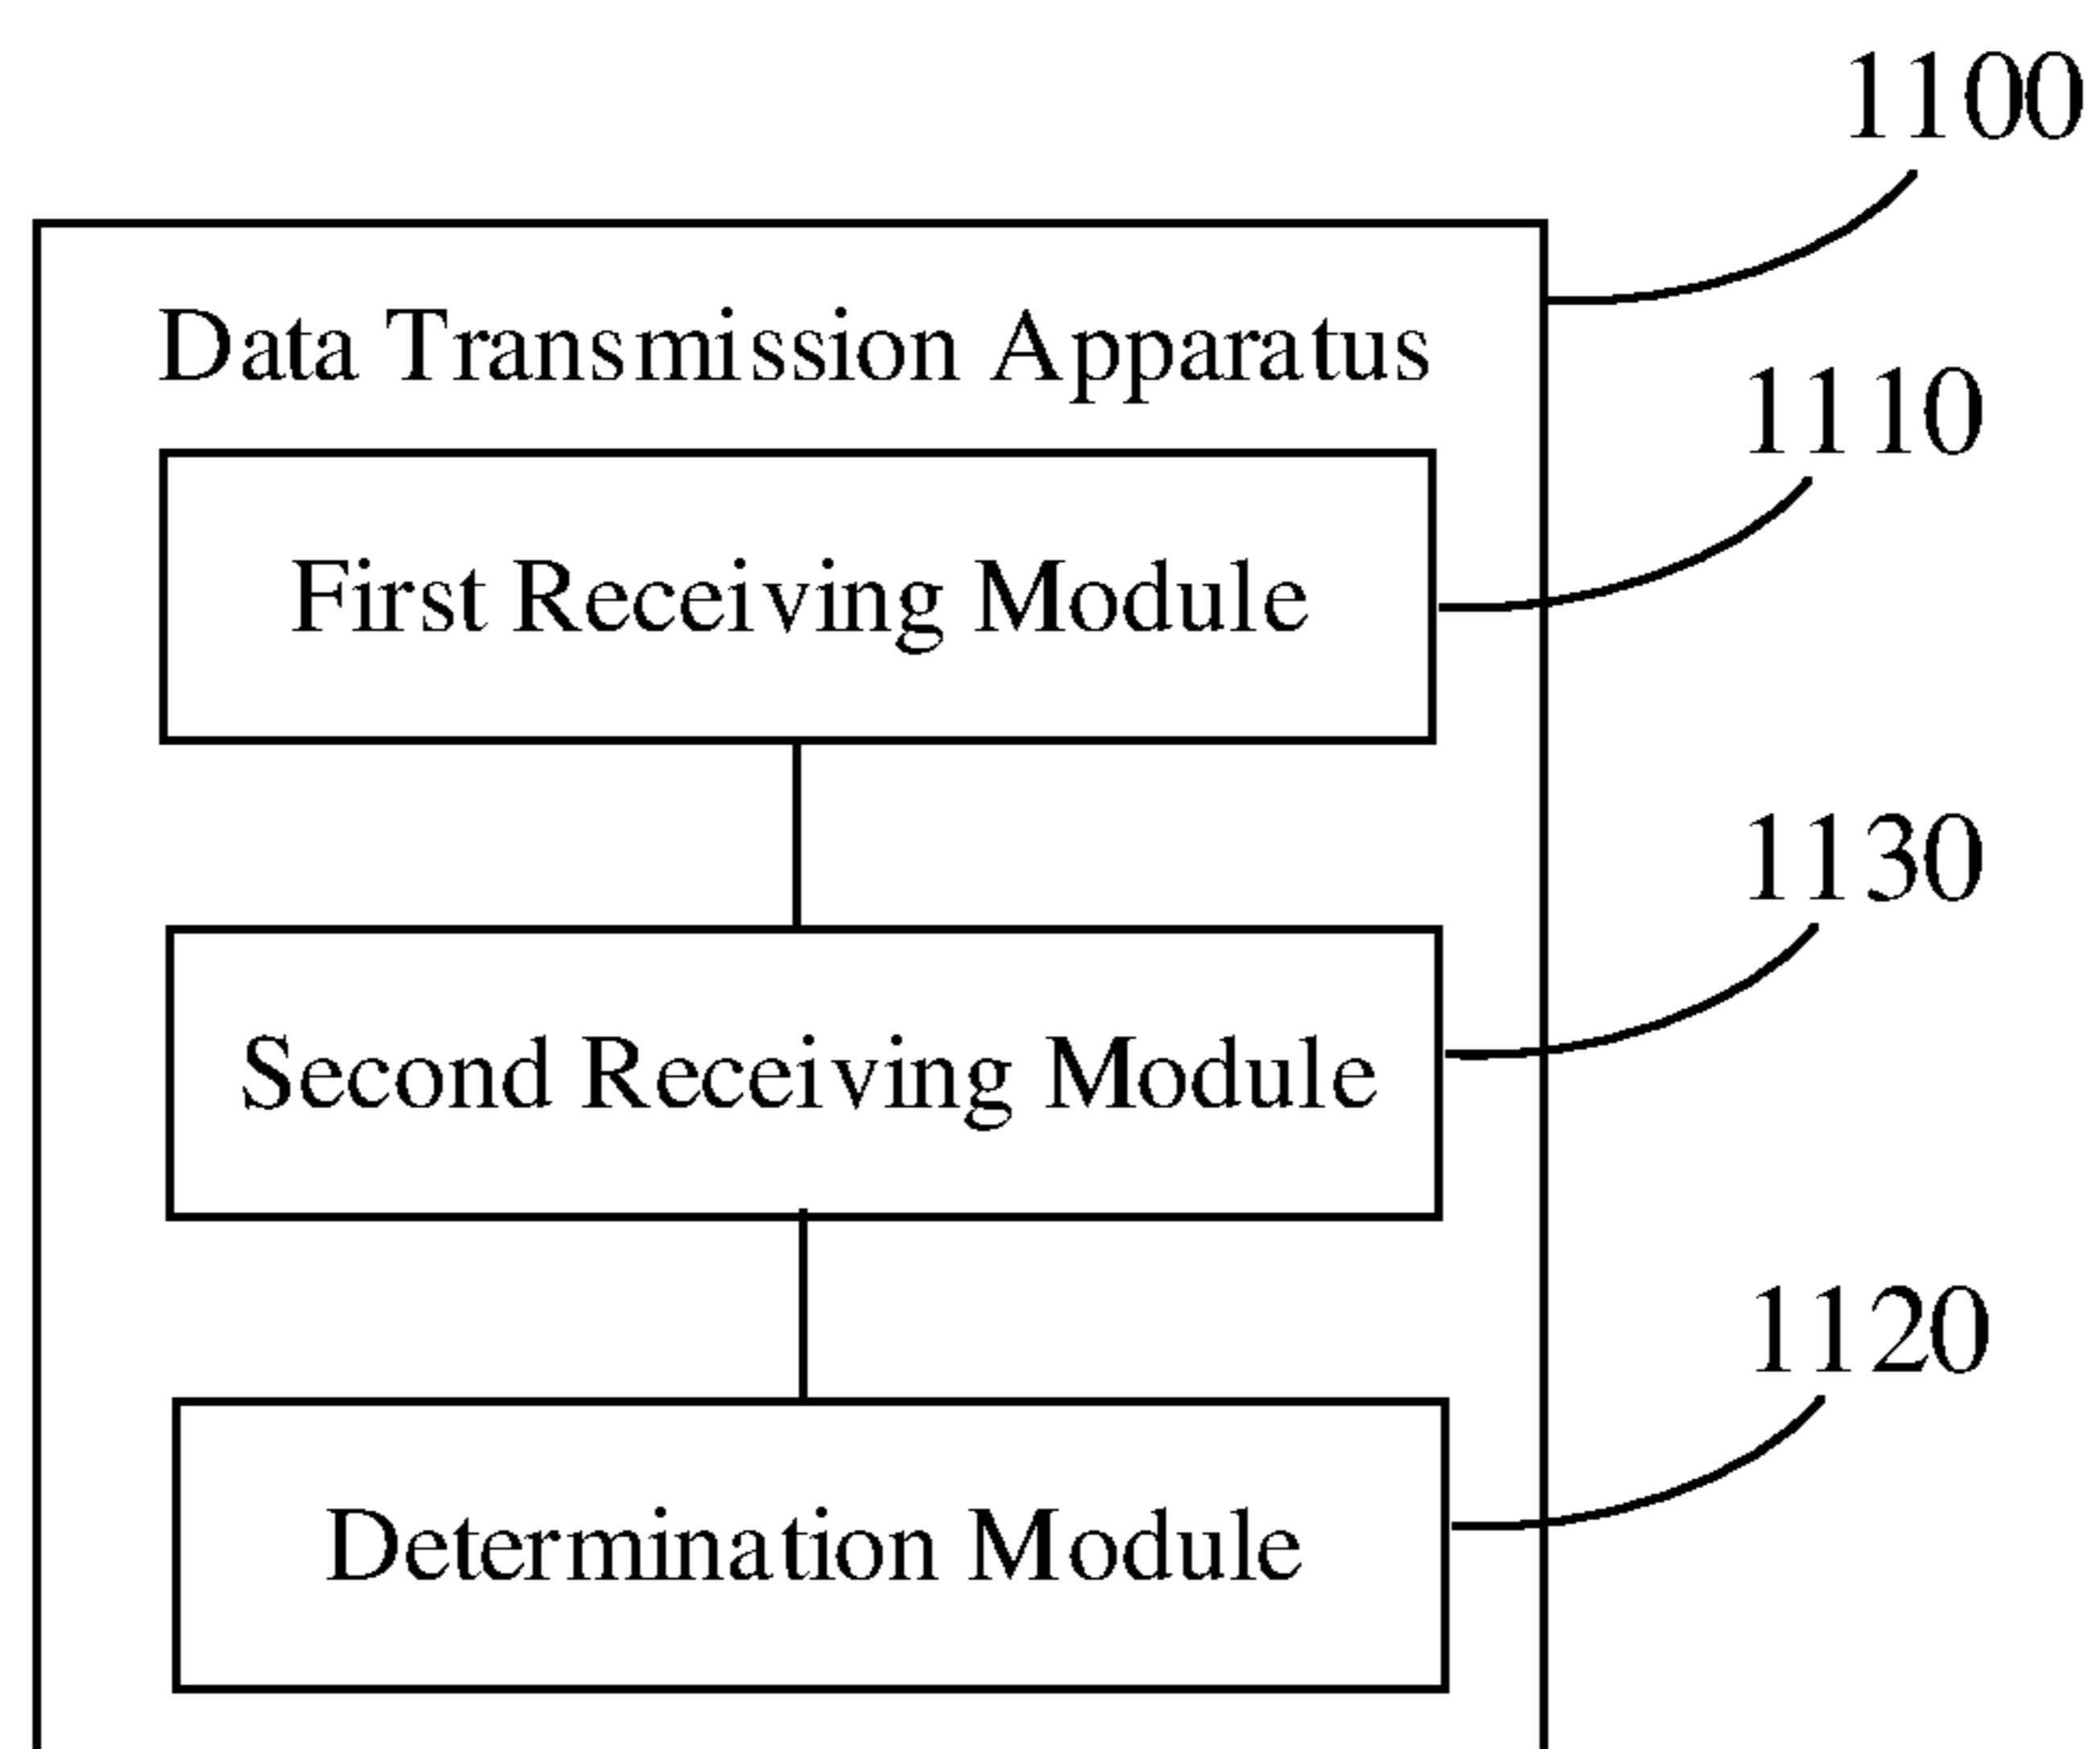 1100
Data Transmission Apparatus
1110
First Receiving Module
1130
Second Receiving Module
1120
Determination Module